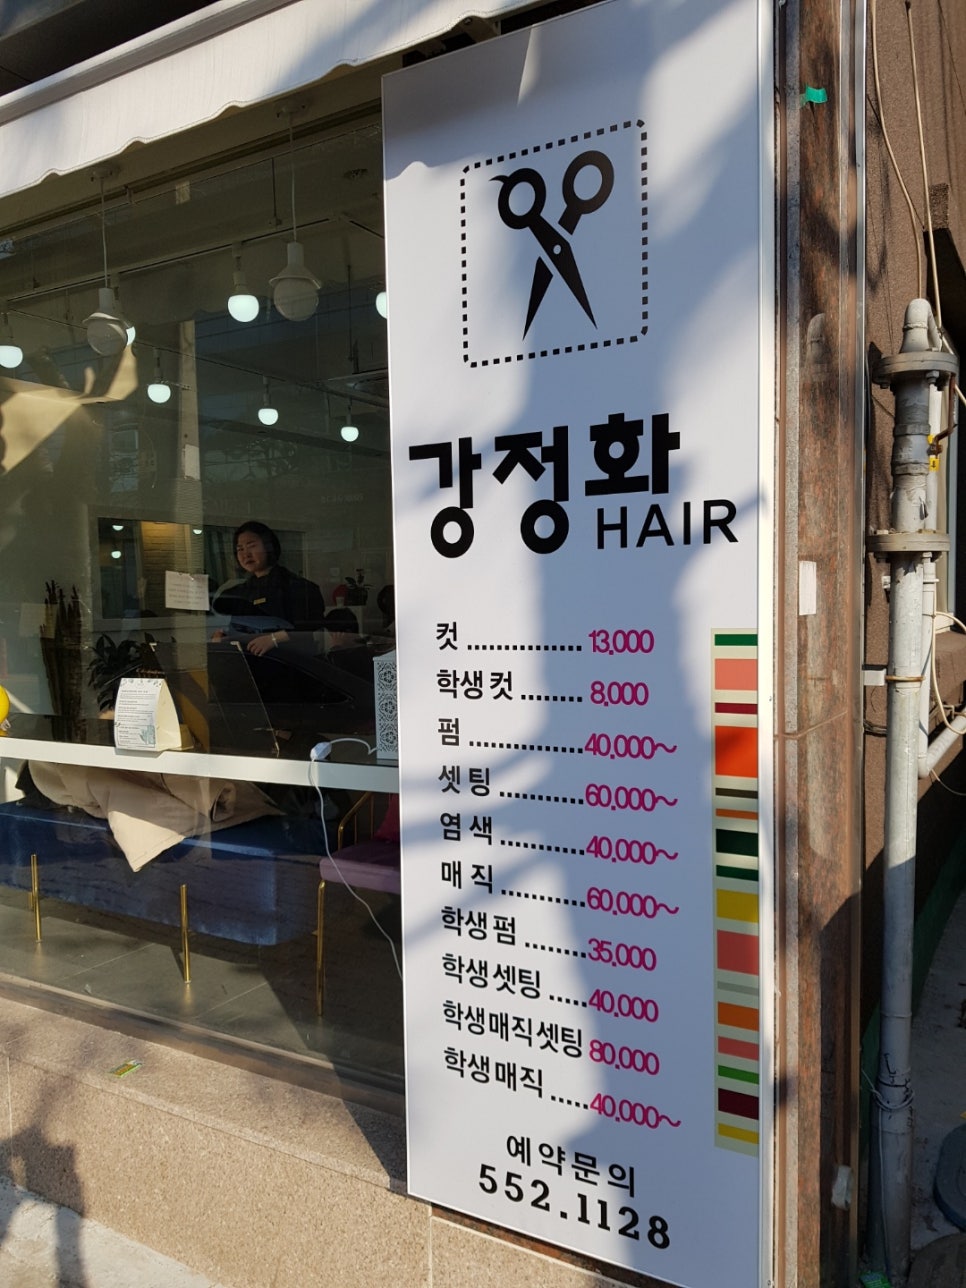 강정화
HAIR
컷 ................ 13,000
학생컷 ........ 8,000
펌 ................ 40,000~
셋팅 ............ 60,000~
염색 ............ 40,000~
매직 ............ 60,000~
학생펌 ........ 35,000
학생셋팅 ..... 40,000
학생매직셋팅 80,000
학생매직 ..... 40,000~
예약문의
552.1128